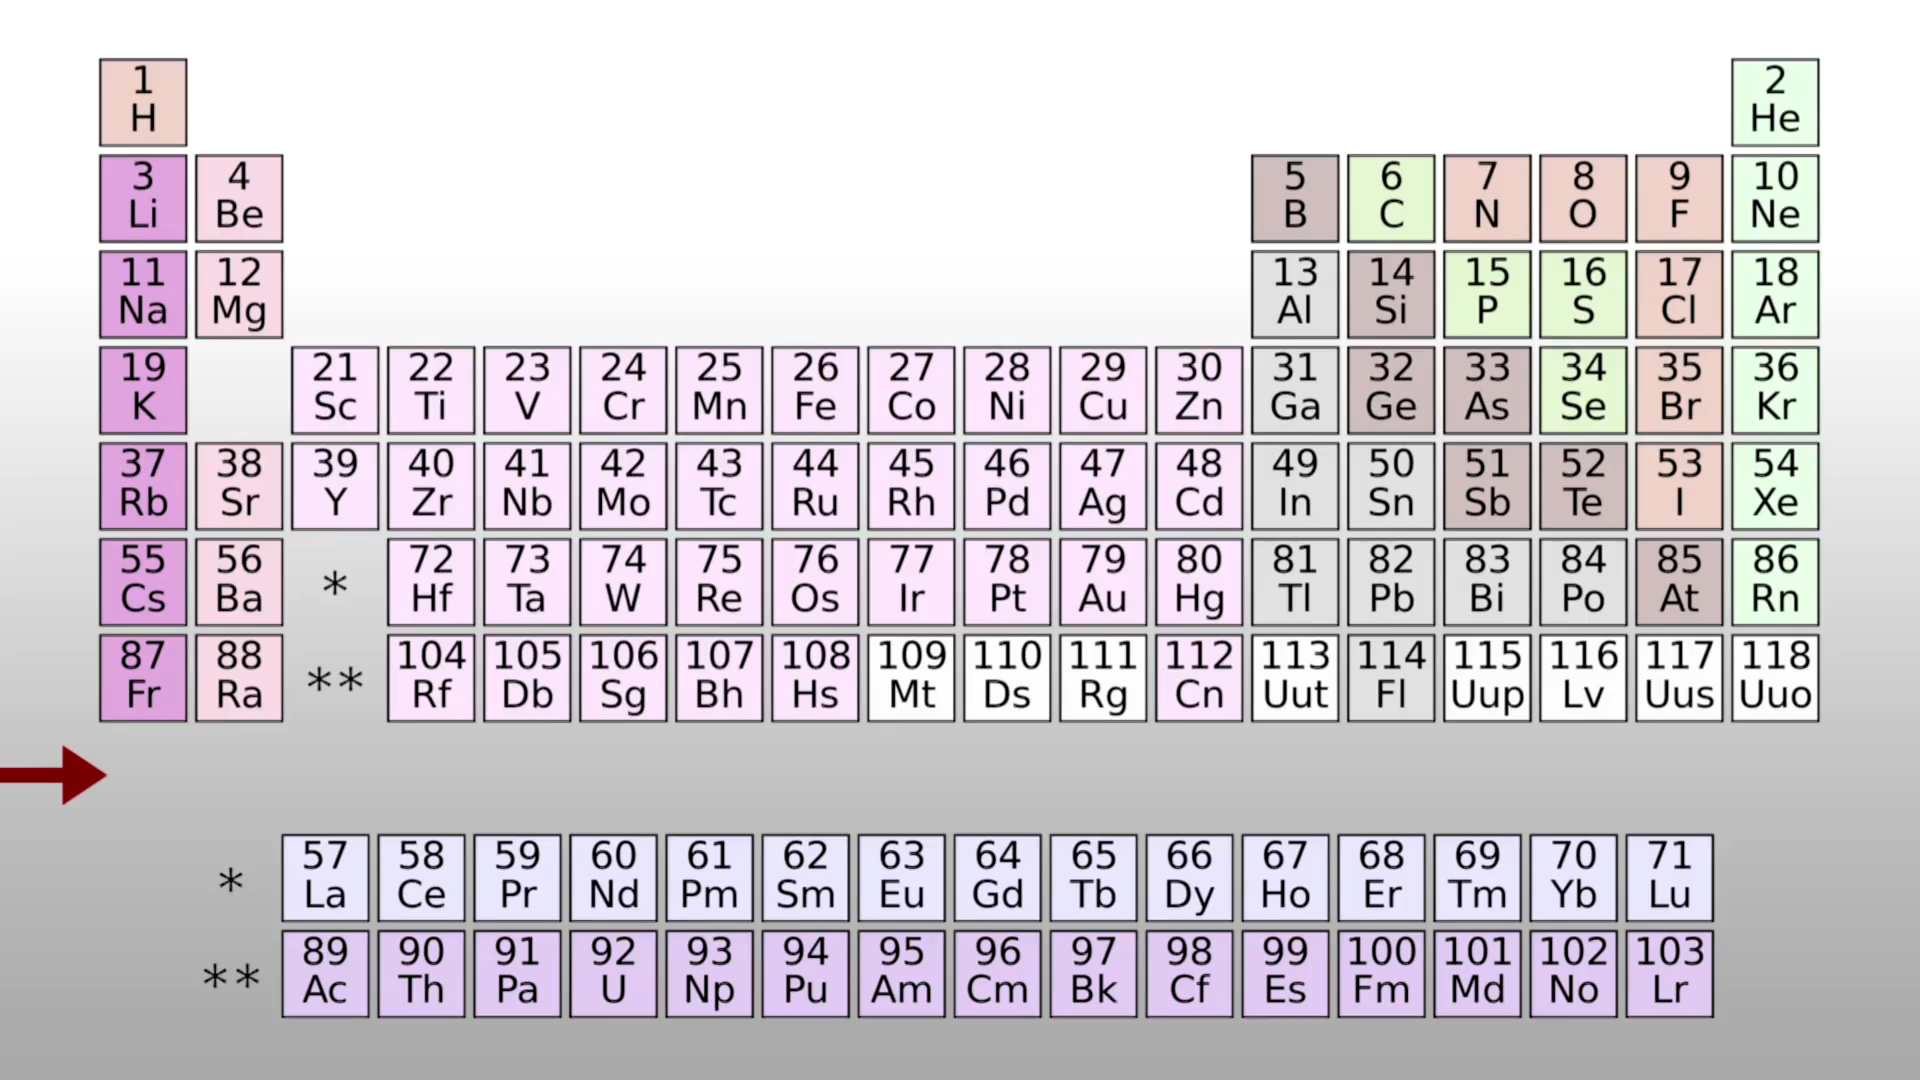 1 2
H He
3 4 5 6 7 8 9 10
Li Be B C N O F Ne
11 12 13 14 15 16 17 18
Na Mg Al Si P S Cl Ar
19 21 22 23 24 25 26 27 28 29 30 31 32 33 34 35 36
K Sc Ti V Cr Mn Fe Co Ni Cu Zn Ga Ge As Se Br Kr
37 38 39 40 41 42 43 44 45 46 47 48 49 50 51 52 53 54
Rb Sr Y Zr Nb Mo Tc Ru Rh Pd Ag Cd In Sn Sb Te I Xe
55 56 * 72 73 74 75 76 77 78 79 80 81 82 83 84 85 86
Cs Ba Hf Ta W Re Os Ir Pt Au Hg Tl Pb Bi Po At Rn
87 88 ** 104 105 106 107 108 109 110 111 112 113 114 115 116 117 118
Fr Ra Rf Db Sg Bh Hs Mt Ds Rg Cn Uut Fl Uup Lv Uus Uuo
* 57 58 59 60 61 62 63 64 65 66 67 68 69 70 71
La Ce Pr Nd Pm Sm Eu Gd Tb Dy Ho Er Tm Yb Lu
** 89 90 91 92 93 94 95 96 97 98 99 100 101 102 103
Ac Th Pa U Np Pu Am Cm Bk Cf Es Fm Md No Lr